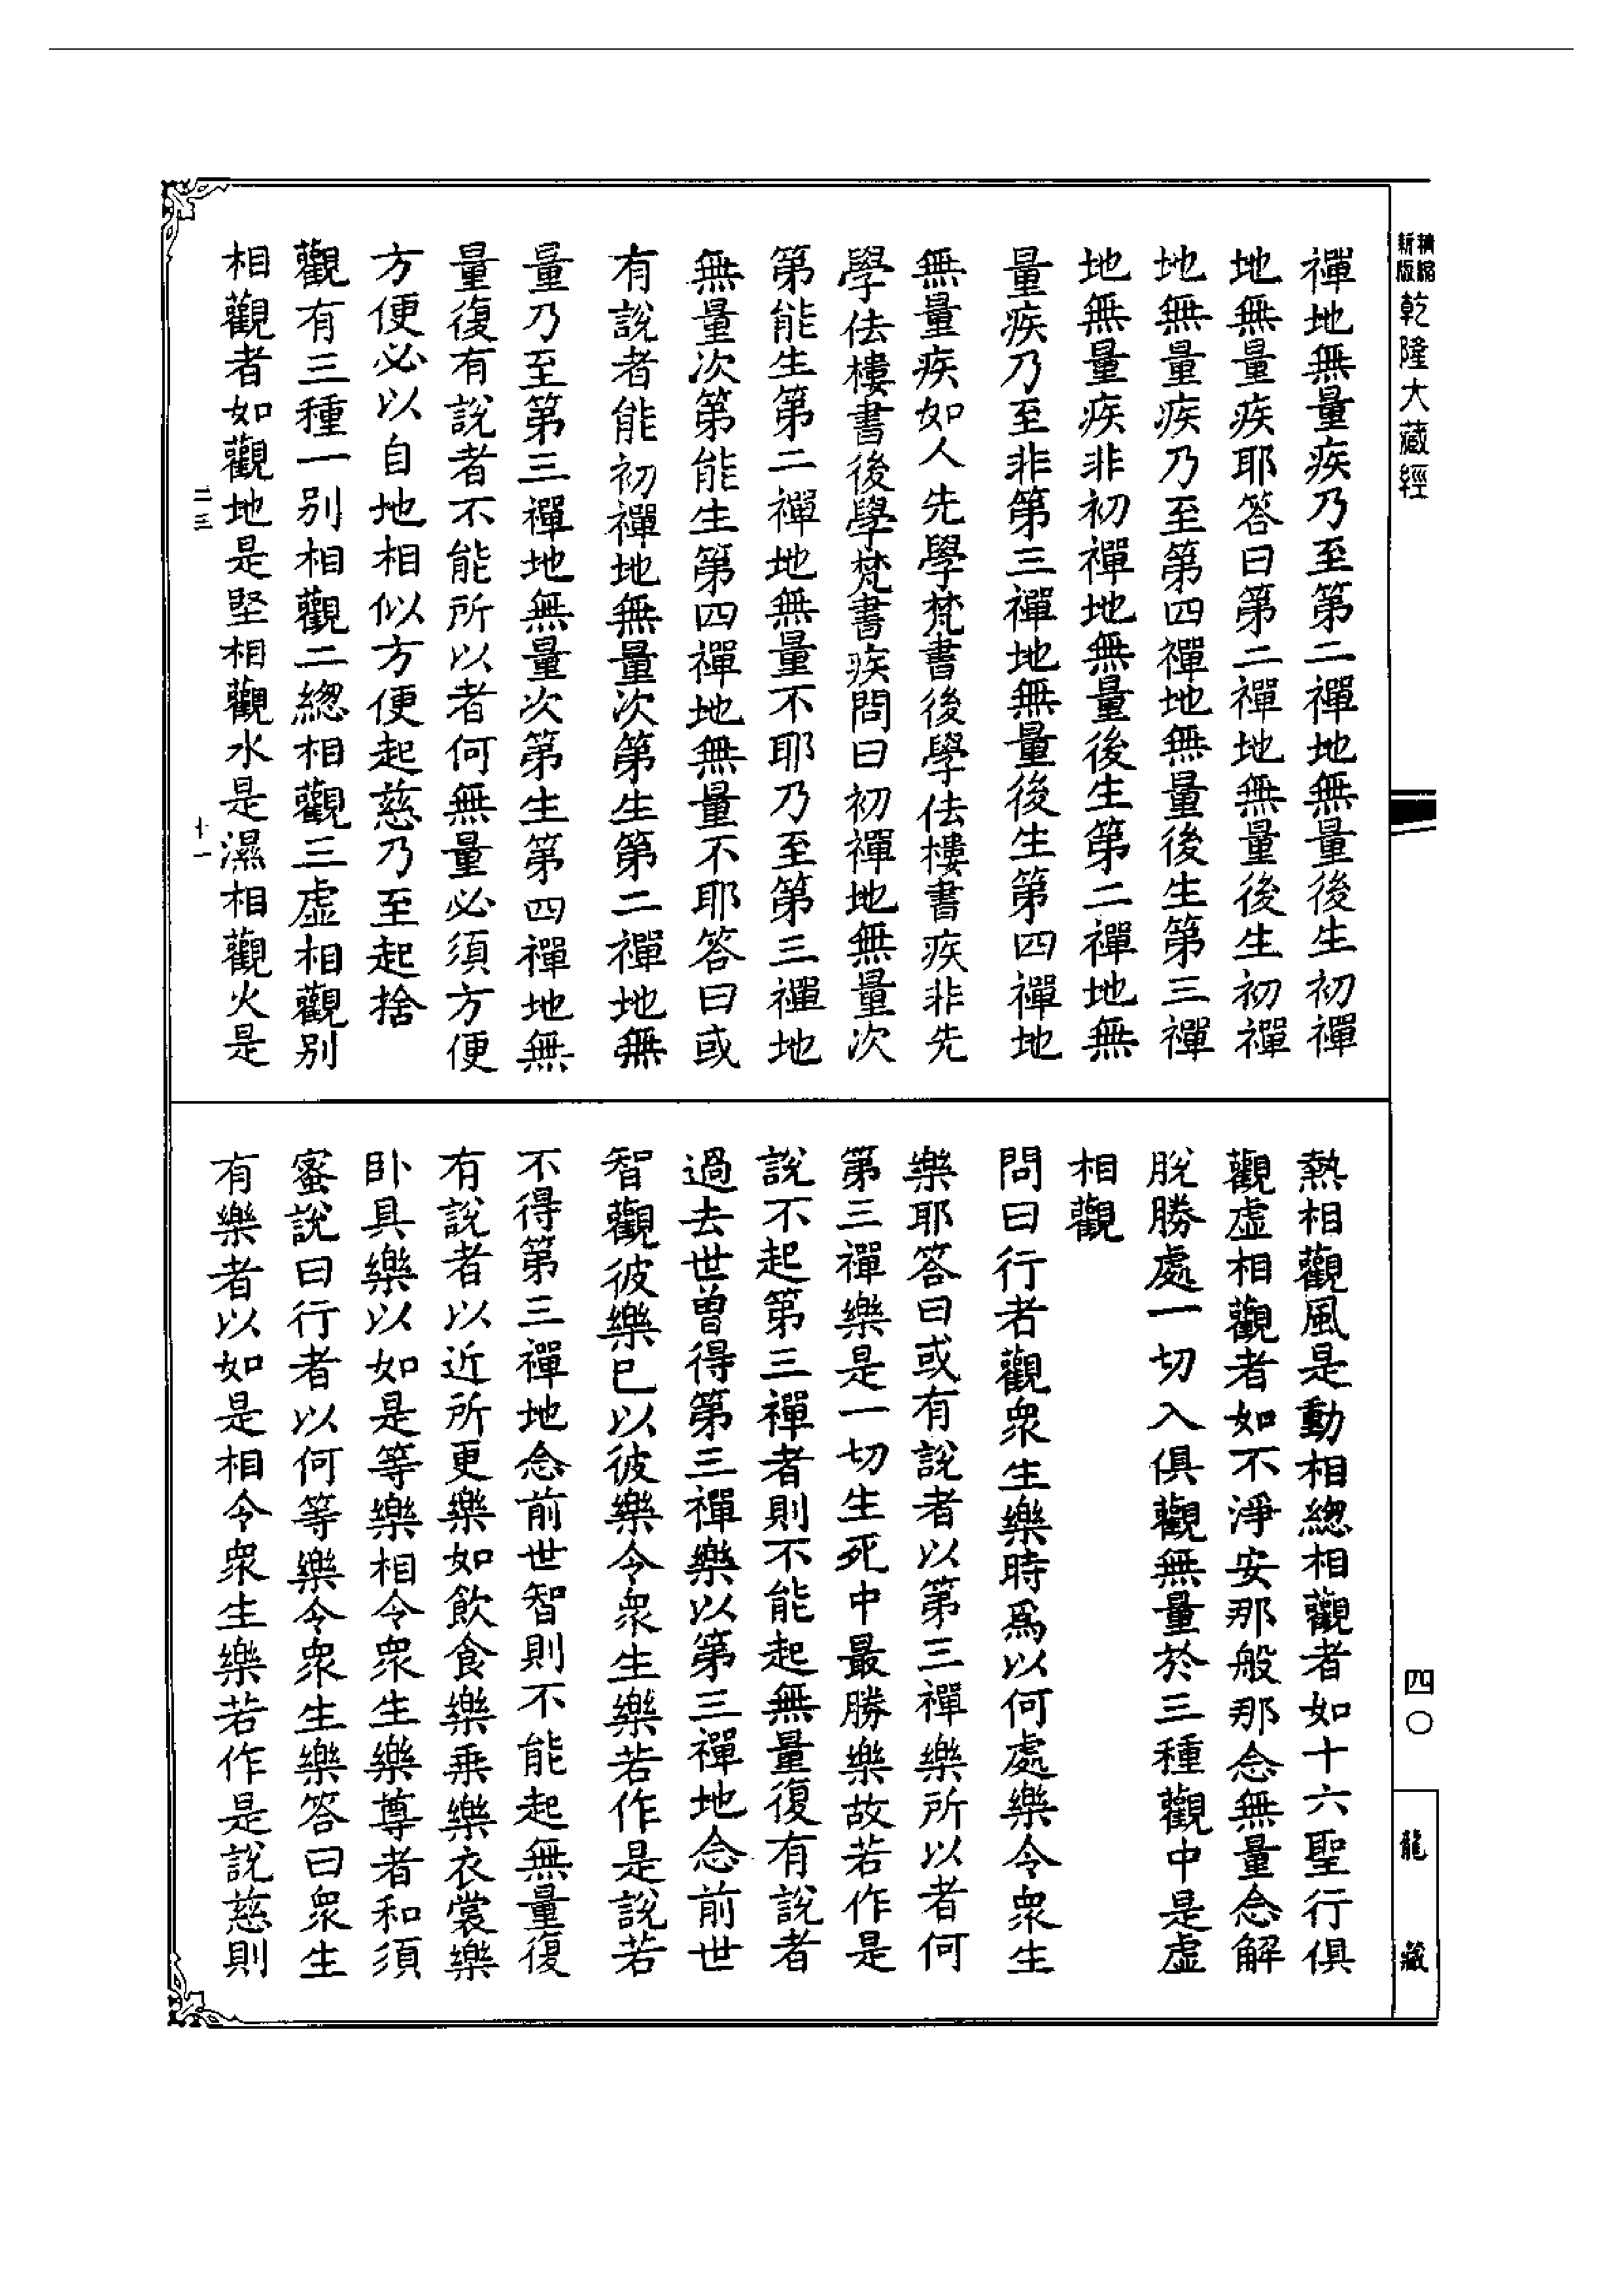 精縮新版乾隆大藏經
四〇
龍藏
禪地無量疾乃至第二禪地無量後生初禪
地無量疾耶答曰第二禪地無量後生初禪
地無量疾乃至第四禪地無量後生第三禪
地無量疾非初禪地無量後生第二禪地無
量疾乃至非第三禪地無量後生第四禪地
無量疾如人先學梵書後學佉樓書疾非先
學佉樓書後學梵書疾問曰初禪地無量次
第能生第二禪地無量不耶乃至第三禪地
無量次第能生第四禪地無量不耶答曰或
有說者能初禪地無量次第生第二禪地無
量乃至第三禪地無量次第生第四禪地無
量復有說者不能所以者何無量必須方便
方便必以自地相似方便起慈乃至起捨
觀有三種一別相觀二緫相觀三虛相觀別
相觀者如觀地是堅相觀水是濕相觀火是
二三
十一
熱相觀風是動相緫相觀者如十六聖行俱
觀虛相觀者如不淨安那般那念無量念解
脫勝處一切入俱觀無量於三種觀中是虛
相觀
問曰行者觀眾生樂時為以何處樂令眾生
樂耶答曰或有說者以第三禪樂所以者何
第三禪樂是一切生死中最勝樂故若作是
說不起第三禪者則不能起無量復有說者
過去世曾得第三禪樂以第三禪地念前世
智觀彼樂已以彼樂令眾生樂若作是說若
不得第三禪地念前世智則不能起無量復
有說者以近所更樂如飲食樂乘樂衣裳樂
臥具樂以如是等樂相令眾生樂尊者和須
蜜說曰行者以何等樂令眾生樂答曰眾生
有樂者以如是相令眾生樂若作是說慈則